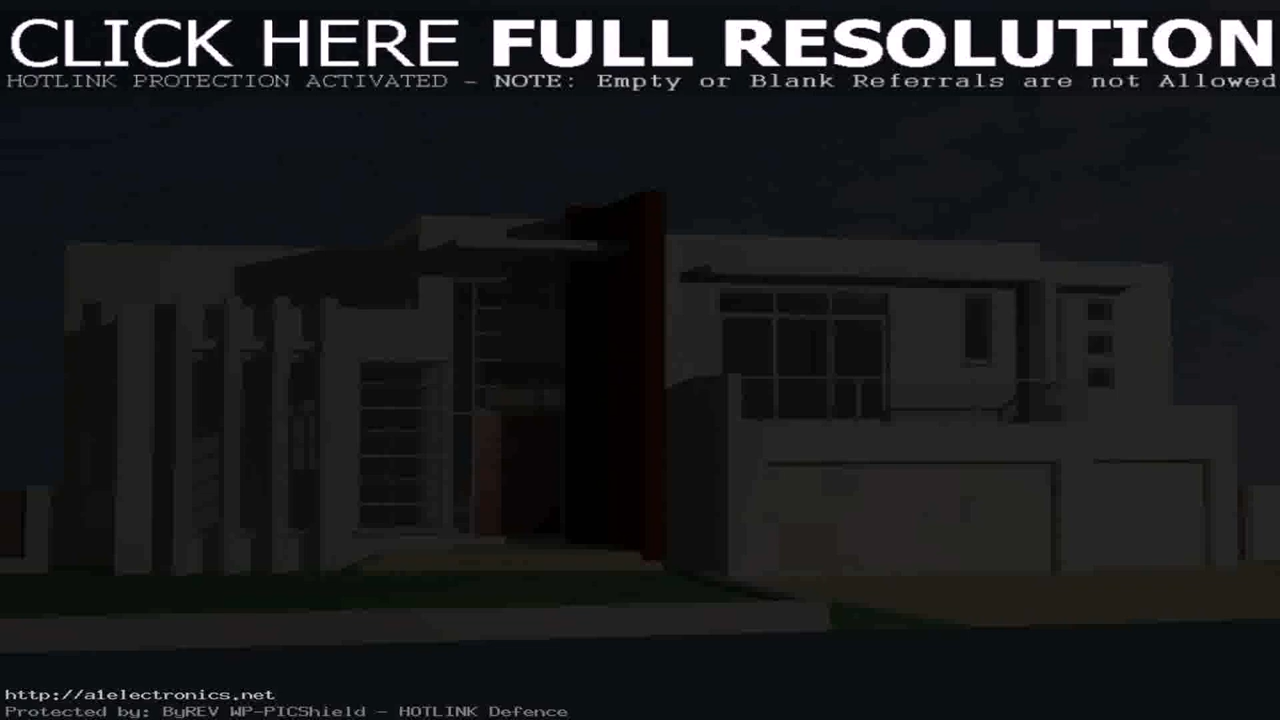 CLICK HERE FULL RESOLUTION
HOTLINK PROTECTION ACTIVATED - NOTE: Empty or Blank Referrals are not Allowed
http://a1electronics.net
Protected by: ByREV WP-PICShield - HOTLINK Defence